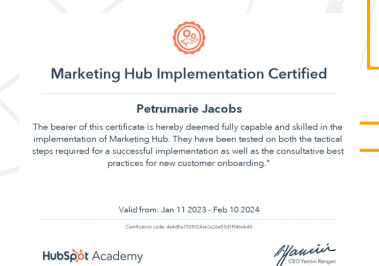 Marketing Hub Implementation Certified
Petrumarie Jacobs
The bearer of this certificate is hereby deemed fully capable and skilled in the
implementation of Marketing Hub. They have been tested on both the tactical
steps required for a successful implementation as well as the consultative best
practices for new customer onboarding.*
Valid from: Jan 11 2023 - Feb 10 2024
Certification code:
HubSpot Academy
CEO Yamini Rangan